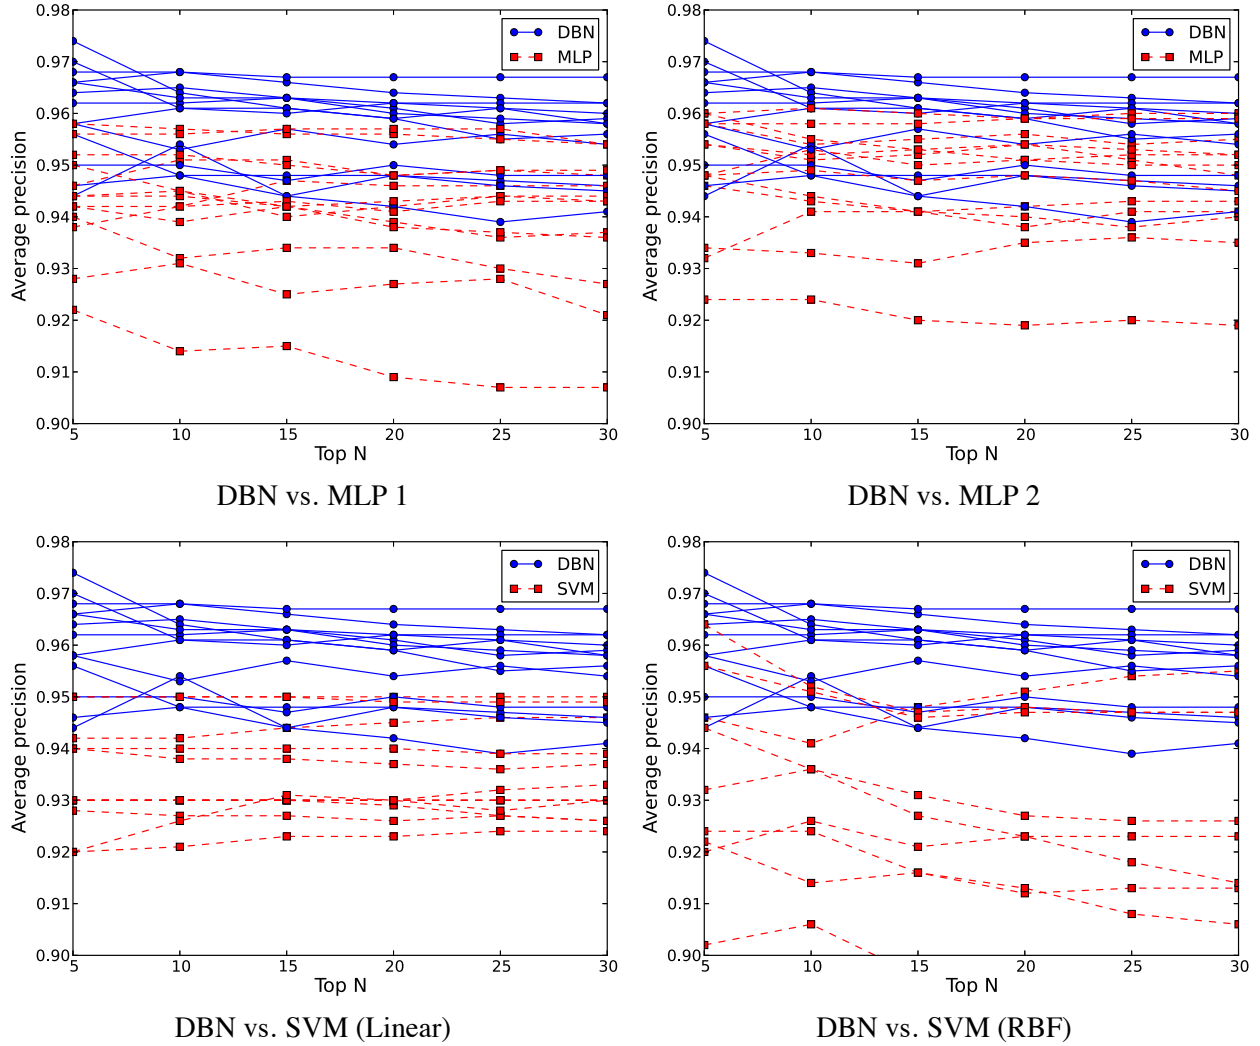 0.98
0.97
0.96
0.95
0.94
0.93
0.92
0.91
0.90
Average precision
DBN
MLP
5 10 15 20 25 30
Top N
DBN vs. MLP 1
0.98
0.97
0.96
0.95
0.94
0.93
0.92
0.91
0.90
Average precision
DBN
MLP
5 10 15 20 25 30
Top N
DBN vs. MLP 2
0.98
0.97
0.96
0.95
0.94
0.93
0.92
0.91
0.90
Average precision
DBN
SVM
5 10 15 20 25 30
Top N
DBN vs. SVM (Linear)
0.98
0.97
0.96
0.95
0.94
0.93
0.92
0.91
0.90
Average precision
DBN
SVM
5 10 15 20 25 30
Top N
DBN vs. SVM (RBF)